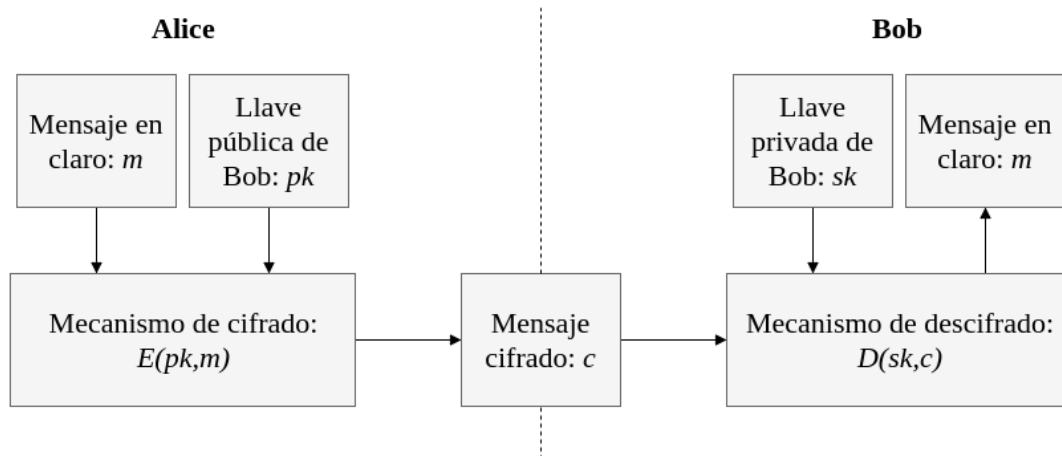 Alice
Bob
Mensaje en
claro: m
Llave
pública de
Bob: pk
Llave
privada de
Bob: sk
Mensaje en
claro: m
Mecanismo de cifrado:
E(pk,m)
Mensaje
cifrado: c
Mecanismo de descifrado:
D(sk,c)